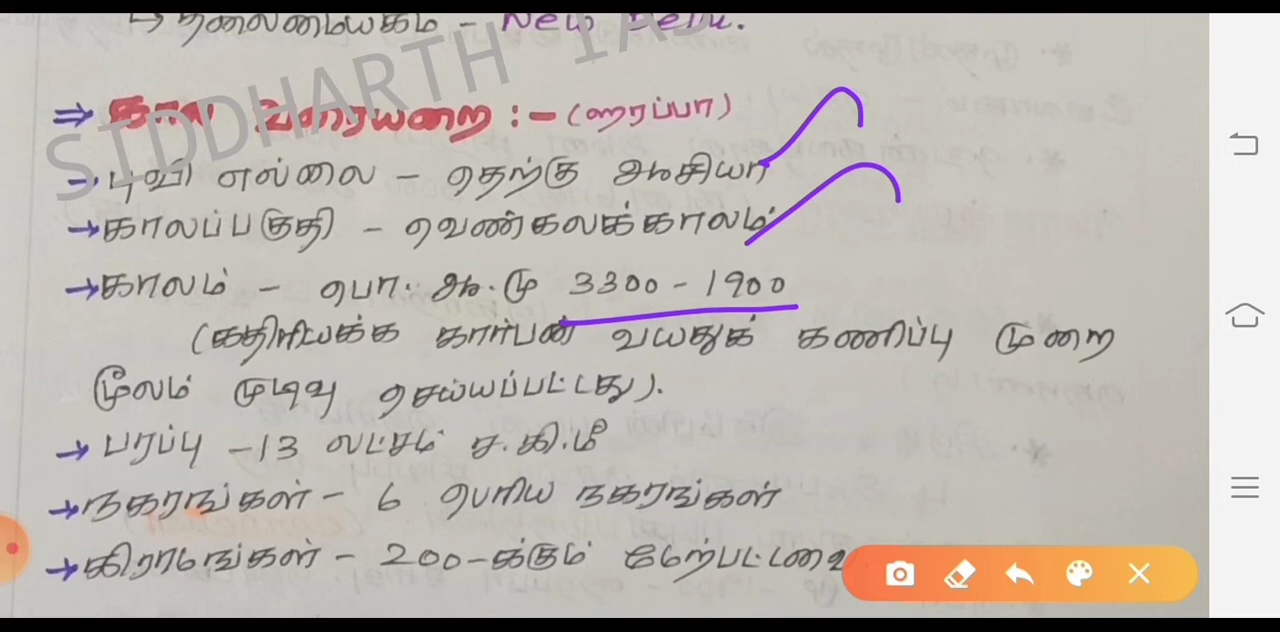 ↳ தலைமையகம் - New Delhi.
⇒ கால வரையறை :- (ஹரப்பா)
→ புவி எல்லை - தெற்கு ஆசியா
→ காலப்பகுதி - வெண்கலக்காலம்
→ காலம் - பொ. ஆ. மு 3300 - 1900
(கதிரியக்க கார்பன் வயதுக் கணிப்பு முறை
மூலம் முடிவு செய்யப்பட்டது).
→ பரப்பு - 13 லட்சம் ச.கி.மீ
→ நகரங்கள் - 6 பெரிய நகரங்கள்
→ கிராமங்கள் - 200-க்கும் மேற்பட்டவை
SIDDHARTH IAS